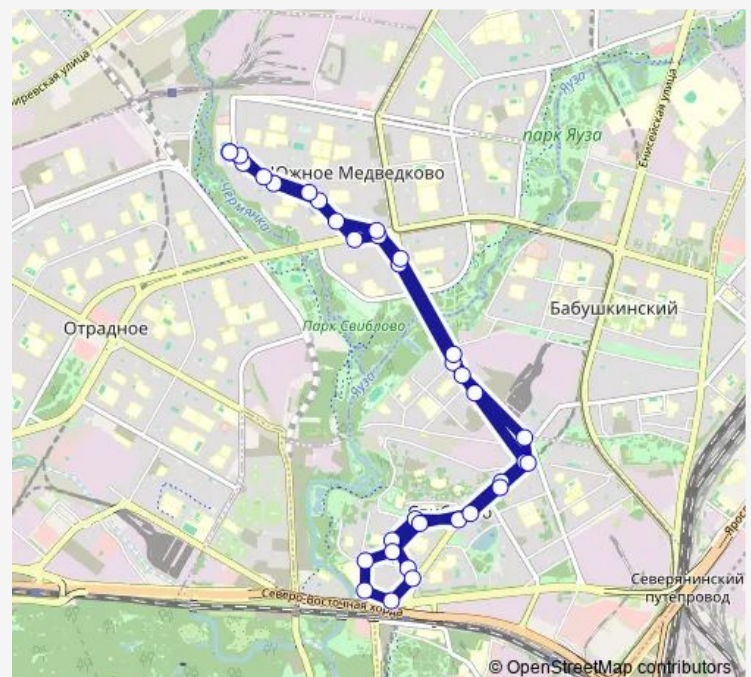 иревская улица
Яуза
Енисейская улица
парк Яуза
Южное Медведково
Чермянка
Бабушкинский
Отрадное
Парк Свиблово
Яуза
Северянинский
путепровод
Северо-Восточная хорда
© OpenStreetMap contributors